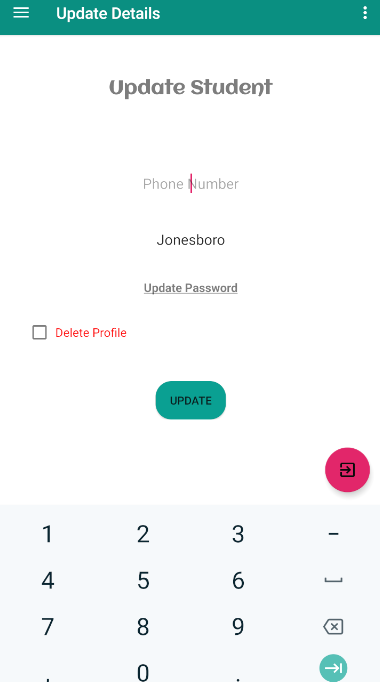 Update Details
Update Student
Phone Number
Jonesboro
Update Password
Delete Profile
UPDATE
1 2 3 -
4 5 6
7 8 9
0 .